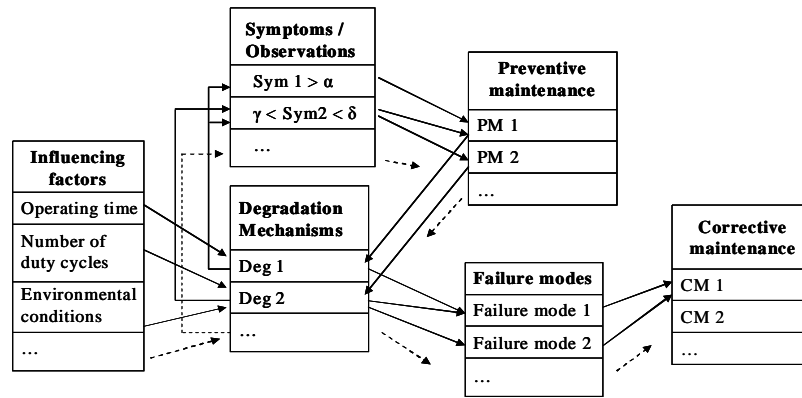 Symptoms /
Observations
Sym 1 > α
γ < Sym2 < δ
...
Preventive
maintenance
PM 1
PM 2
...
Influencing
factors
Operating time
Number of
duty cycles
Environmental
conditions
...
Degradation
Mechanisms
Deg 1
Deg 2
...
Failure modes
Failure mode 1
Failure mode 2
...
Corrective
maintenance
CM 1
CM 2
...